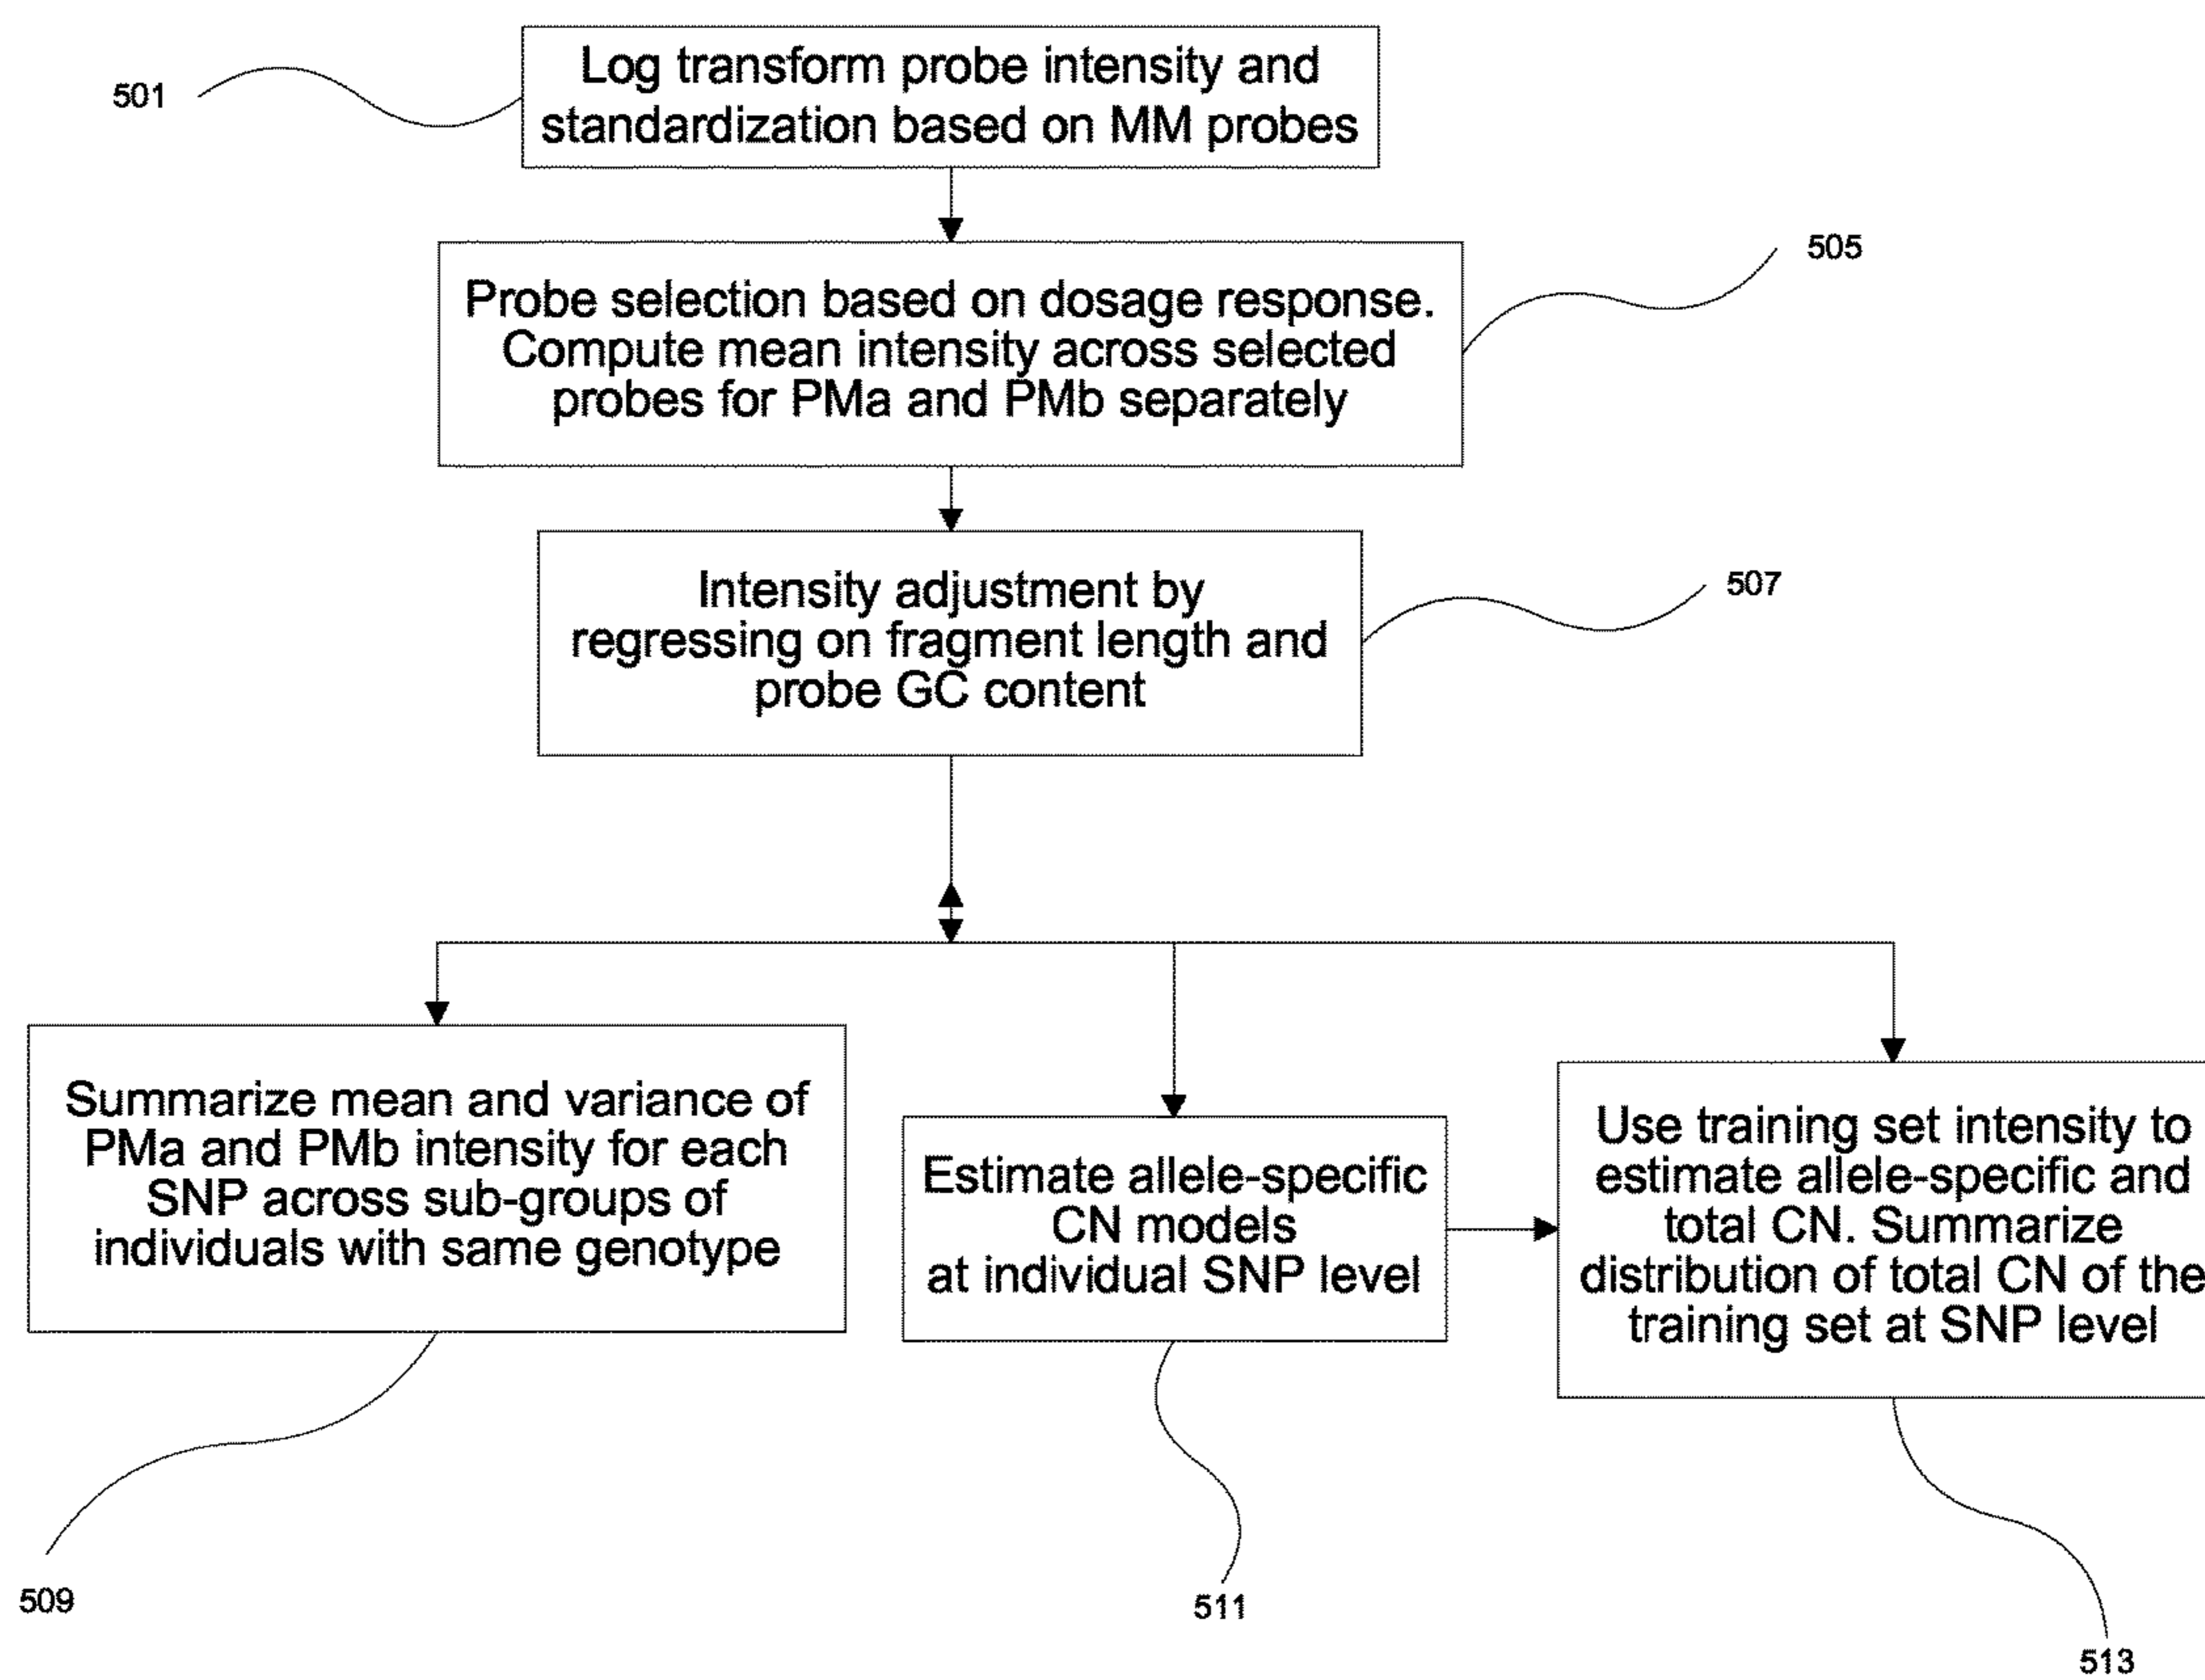 Log transform probe intensity and
standardization based on MM probes
501
Probe selection based on dosage response.
Compute mean intensity across selected
probes for PMa and PMb separately
505
Intensity adjustment by
regressing on fragment length and
probe GC content
507
Summarize mean and variance of
PMa and PMb intensity for each
SNP across sub-groups of
individuals with same genotype
509
Estimate allele-specific
CN models
at individual SNP level
511
Use training set intensity to
estimate allele-specific and
total CN. Summarize
distribution of total CN of the
training set at SNP level
513